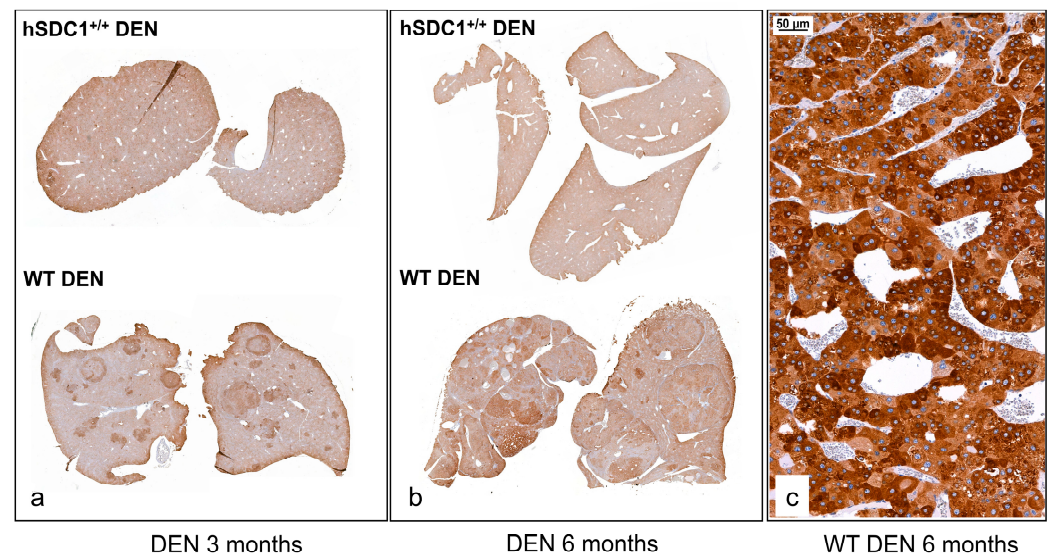 hSDC1+/+ DEN
WT DEN
a
DEN 3 months
hSDC1+/+ DEN
WT DEN
b
DEN 6 months
50 µm
c
WT DEN 6 months